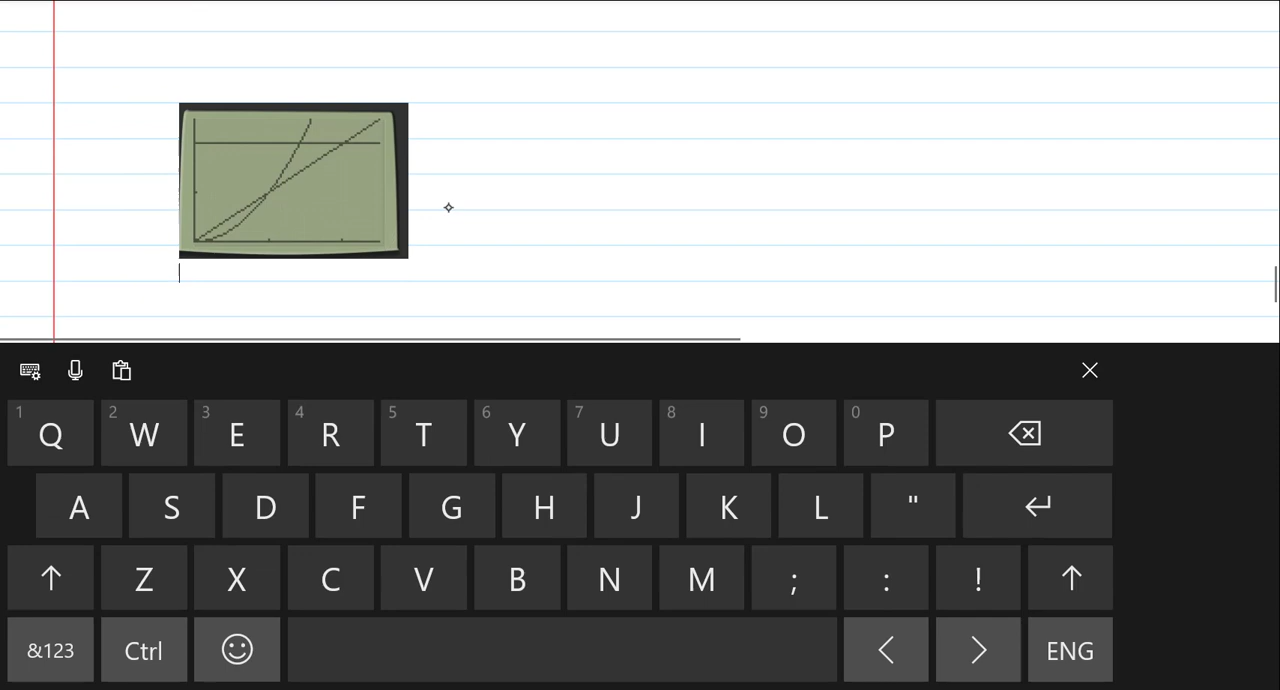 1 2 3 4 5 6 7 8 9 0
Q W E R T Y U I O P
A S D F G H J K L "
Z X C V B N M ; : !
&123 Ctrl ENG